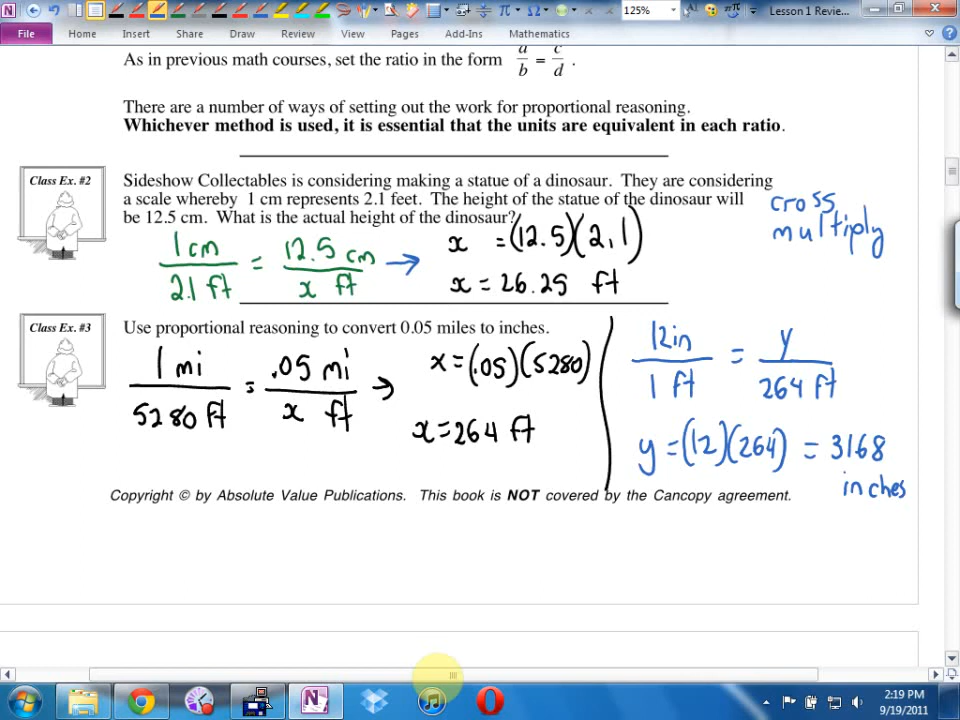 125%
Lesson 1 Revie...
File Home Insert Share Draw Review View Pages Add-Ins Mathematics
As in previous math courses, set the ratio in the form a/b = c/d .
There are a number of ways of setting out the work for proportional reasoning.
Whichever method is used, it is essential that the units are equivalent in each ratio.
Class Ex. #2
Sideshow Collectables is considering making a statue of a dinosaur. They are considering
a scale whereby 1 cm represents 2.1 feet. The height of the statue of the dinosaur will
be 12.5 cm. What is the actual height of the dinosaur?
cross
multiply
1 cm / 2.1 ft = 12.5 cm / x ft →
x = (12.5)(2.1)
x = 26.25 ft
Class Ex. #3
Use proportional reasoning to convert 0.05 miles to inches.
1 mi / 5280 ft = .05 mi / x ft →
x = (.05)(5280)
x = 264 ft
12in / 1 ft = y / 264 ft
y = (12)(264) = 3168
inches
Copyright © by Absolute Value Publications. This book is NOT covered by the Cancopy agreement.
2:19 PM
9/19/2011